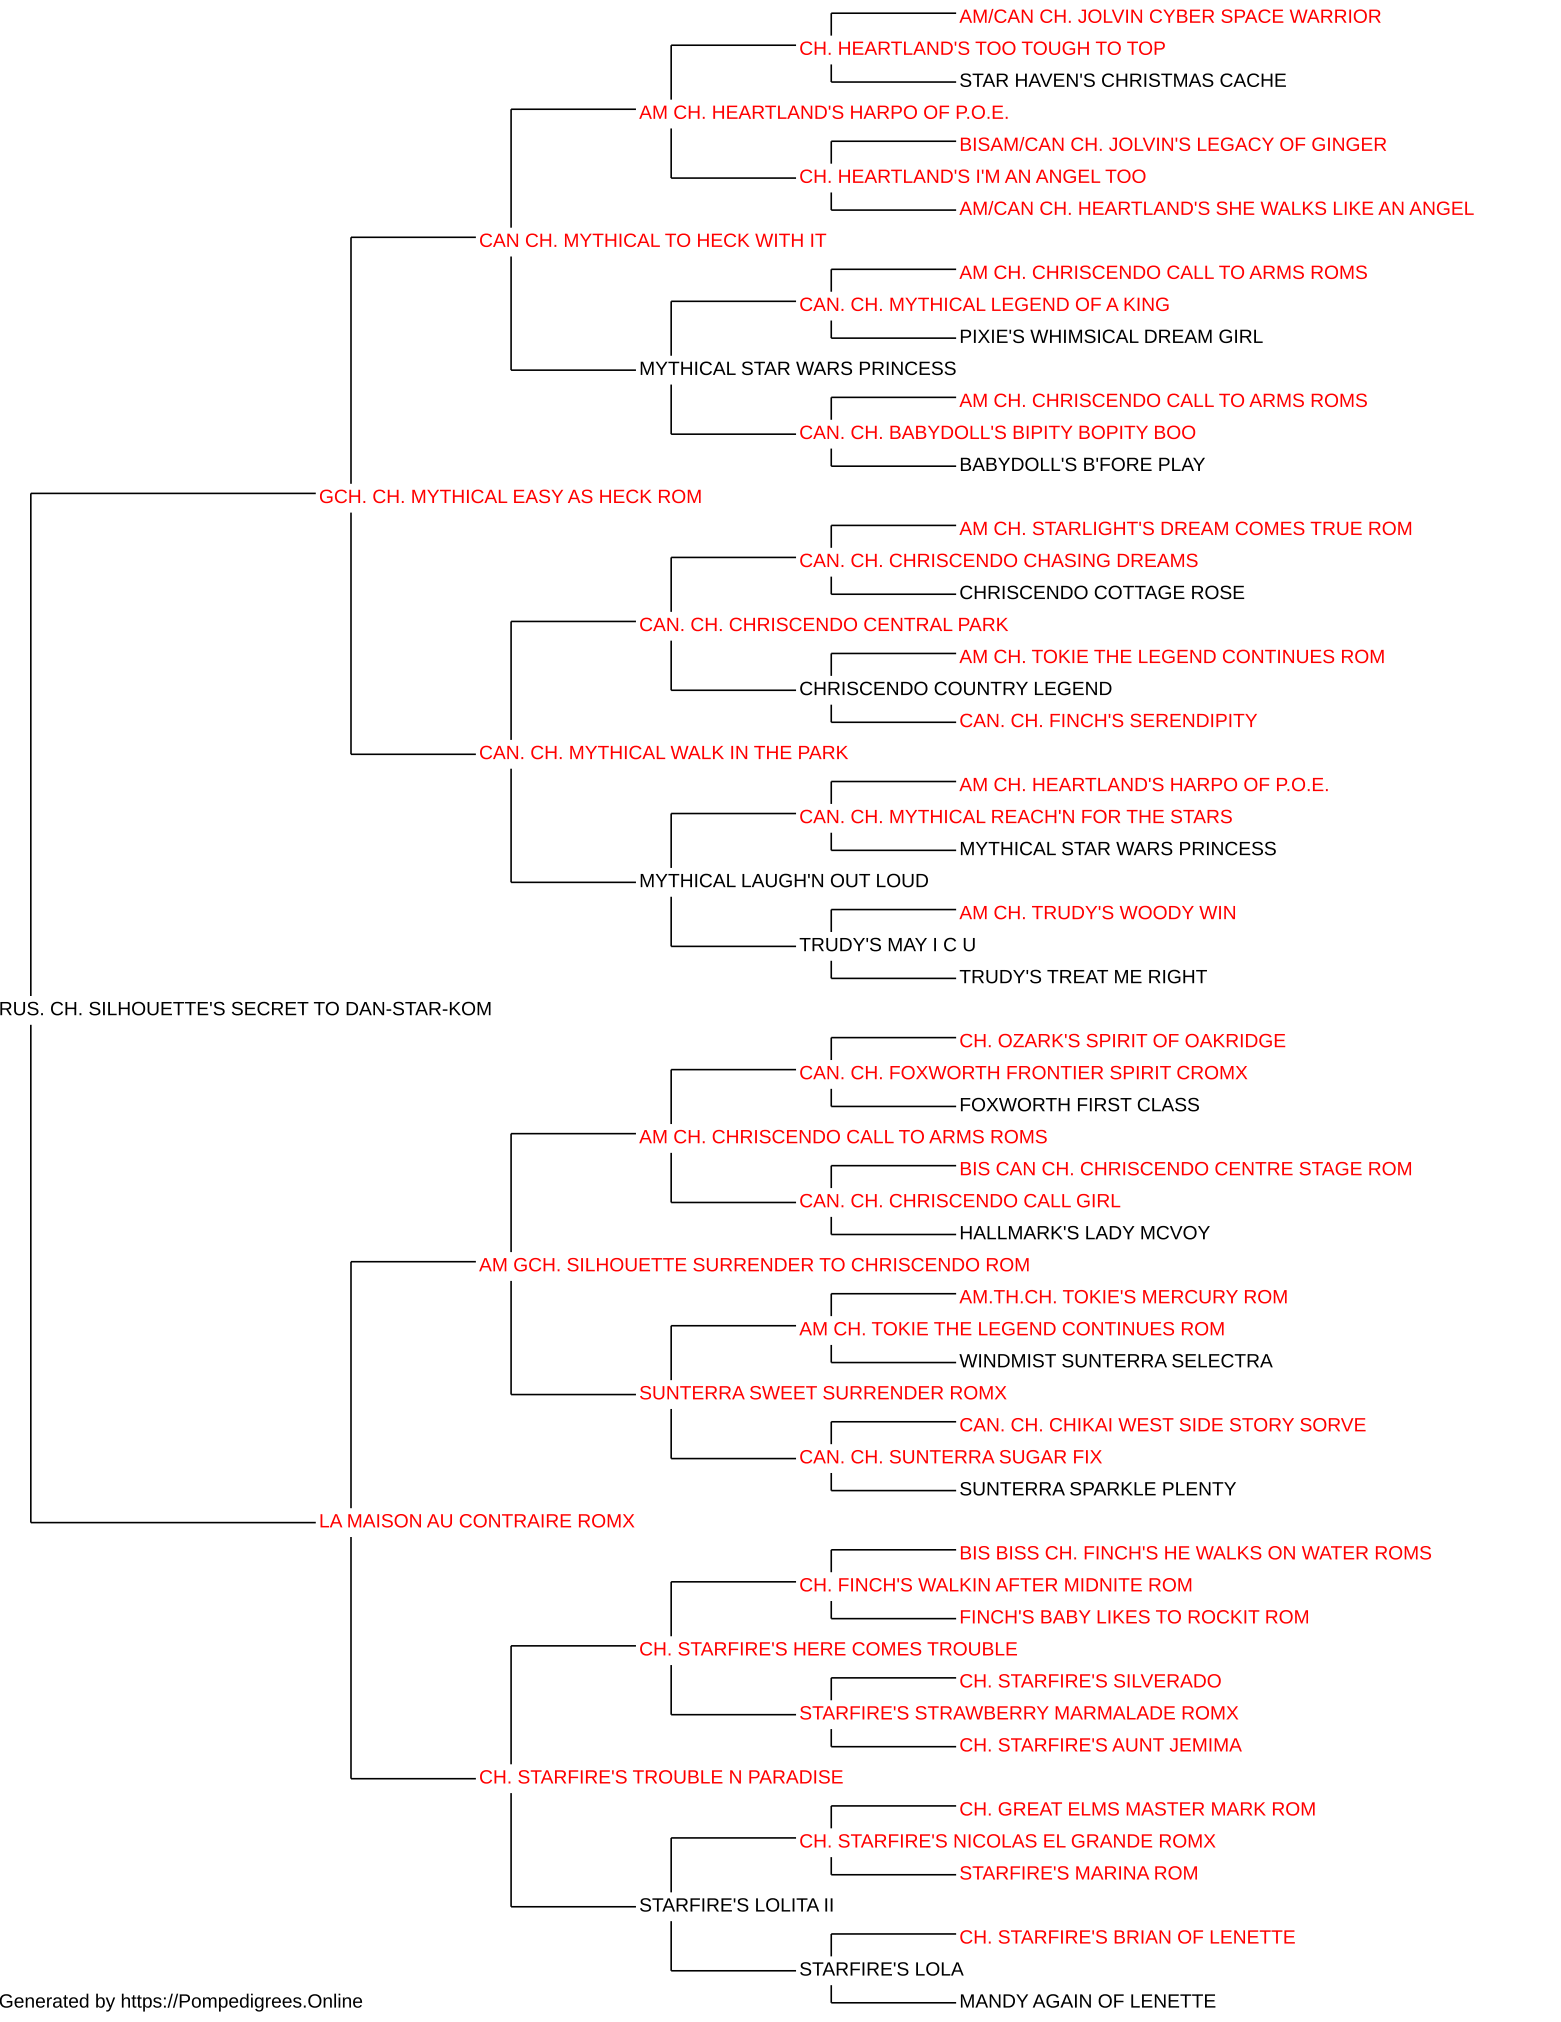 AM/CAN CH. JOLVIN CYBER SPACE WARRIOR
CH. HEARTLAND'S TOO TOUGH TO TOP
STAR HAVEN'S CHRISTMAS CACHE
AM CH. HEARTLAND'S HARPO OF P.O.E.
BISAM/CAN CH. JOLVIN'S LEGACY OF GINGER
CH. HEARTLAND'S I'M AN ANGEL TOO
AM/CAN CH. HEARTLAND'S SHE WALKS LIKE AN ANGEL
CAN CH. MYTHICAL TO HECK WITH IT
AM CH. CHRISCENDO CALL TO ARMS ROMS
CAN. CH. MYTHICAL LEGEND OF A KING
PIXIE'S WHIMSICAL DREAM GIRL
MYTHICAL STAR WARS PRINCESS
AM CH. CHRISCENDO CALL TO ARMS ROMS
CAN. CH. BABYDOLL'S BIPITY BOPITY BOO
BABYDOLL'S B'FORE PLAY
GCH. CH. MYTHICAL EASY AS HECK ROM
AM CH. STARLIGHT'S DREAM COMES TRUE ROM
CAN. CH. CHRISCENDO CHASING DREAMS
CHRISCENDO COTTAGE ROSE
CAN. CH. CHRISCENDO CENTRAL PARK
AM CH. TOKIE THE LEGEND CONTINUES ROM
CHRISCENDO COUNTRY LEGEND
CAN. CH. FINCH'S SERENDIPITY
CAN. CH. MYTHICAL WALK IN THE PARK
AM CH. HEARTLAND'S HARPO OF P.O.E.
CAN. CH. MYTHICAL REACH'N FOR THE STARS
MYTHICAL STAR WARS PRINCESS
MYTHICAL LAUGH'N OUT LOUD
AM CH. TRUDY'S WOODY WIN
TRUDY'S MAY I C U
TRUDY'S TREAT ME RIGHT
RUS. CH. SILHOUETTE'S SECRET TO DAN-STAR-KOM
CH. OZARK'S SPIRIT OF OAKRIDGE
CAN. CH. FOXWORTH FRONTIER SPIRIT CROMX
FOXWORTH FIRST CLASS
AM CH. CHRISCENDO CALL TO ARMS ROMS
BIS CAN CH. CHRISCENDO CENTRE STAGE ROM
CAN. CH. CHRISCENDO CALL GIRL
HALLMARK'S LADY MCVOY
AM GCH. SILHOUETTE SURRENDER TO CHRISCENDO ROM
AM.TH.CH. TOKIE'S MERCURY ROM
AM CH. TOKIE THE LEGEND CONTINUES ROM
WINDMIST SUNTERRA SELECTRA
SUNTERRA SWEET SURRENDER ROMX
CAN. CH. CHIKAI WEST SIDE STORY SORVE
CAN. CH. SUNTERRA SUGAR FIX
SUNTERRA SPARKLE PLENTY
LA MAISON AU CONTRAIRE ROMX
BIS BISS CH. FINCH'S HE WALKS ON WATER ROMS
CH. FINCH'S WALKIN AFTER MIDNITE ROM
FINCH'S BABY LIKES TO ROCKIT ROM
CH. STARFIRE'S HERE COMES TROUBLE
CH. STARFIRE'S SILVERADO
STARFIRE'S STRAWBERRY MARMALADE ROMX
CH. STARFIRE'S AUNT JEMIMA
CH. STARFIRE'S TROUBLE N PARADISE
CH. GREAT ELMS MASTER MARK ROM
CH. STARFIRE'S NICOLAS EL GRANDE ROMX
STARFIRE'S MARINA ROM
STARFIRE'S LOLITA II
CH. STARFIRE'S BRIAN OF LENETTE
STARFIRE'S LOLA
MANDY AGAIN OF LENETTE
Generated by https://Pompedigrees.Online